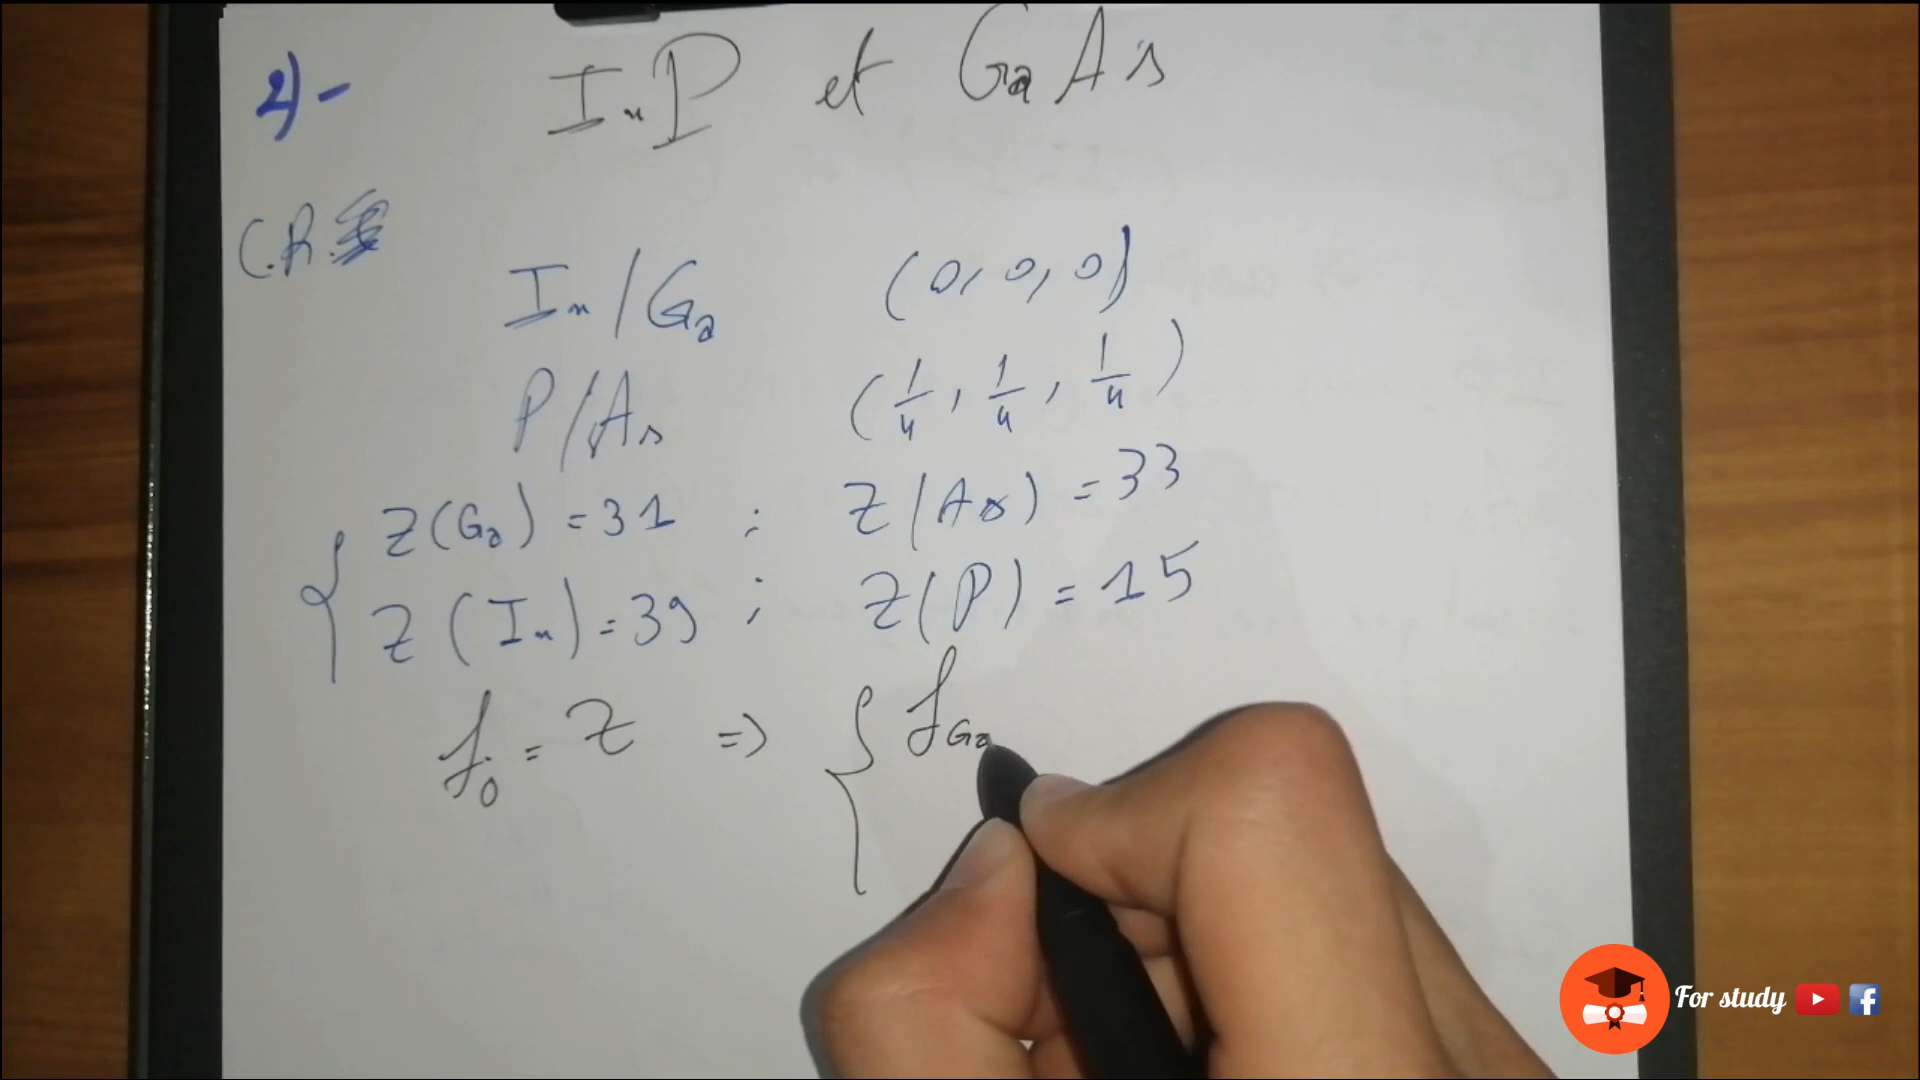 2)- InP et GaAs
C.R.
In/Ga (0, 0, 0)
P/As (1/4, 1/4, 1/4)
Z(Ga) = 31 ; Z(As) = 33
Z(In) = 39 ; Z(P) = 15
fj0 = Z => { fGa
For study